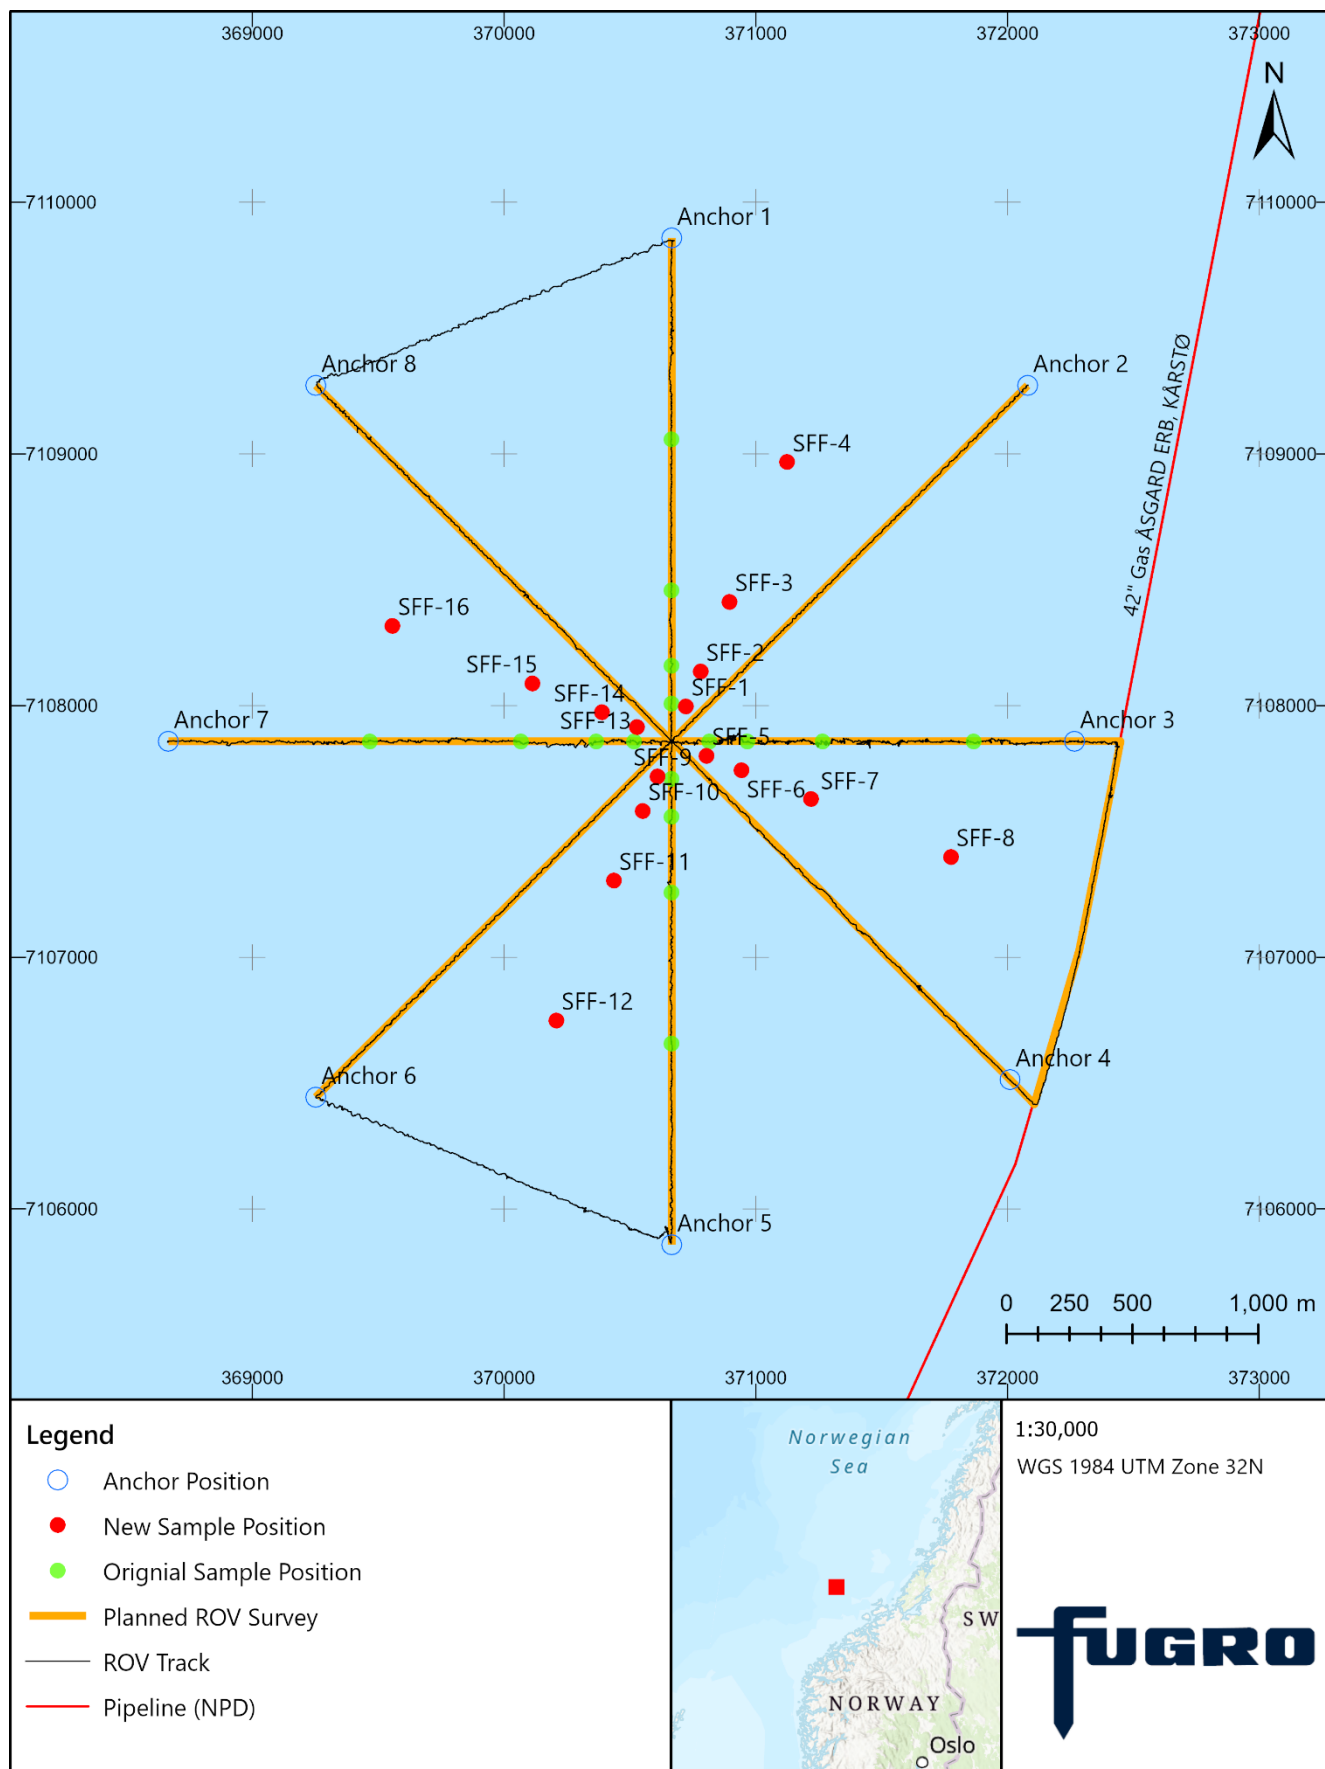 369000 370000 371000 372000 373000
N
7110000 7110000
Anchor 1
Anchor 8
Anchor 2
42" Gas ÅSGARD ERB, KÅRSTØ
7109000 7109000
SFF-4
SFF-3
SFF-16
SFF-2
SFF-15
SFF-14
SFF-1
7108000 7108000
Anchor 7
SFF-13
Anchor 3
SFF-5
SFF-9
SFF-10
SFF-6
SFF-7
SFF-8
SFF-11
7107000 7107000
SFF-12
Anchor 6
Anchor 4
7106000 7106000
Anchor 5
0 250 500 1,000 m
369000 370000 371000 372000 373000
Legend
Anchor Position
New Sample Position
Orignial Sample Position
Planned ROV Survey
ROV Track
Pipeline (NPD)
Norwegian
Sea
SW
NORWAY
Oslo
1:30,000
WGS 1984 UTM Zone 32N
FUGRO